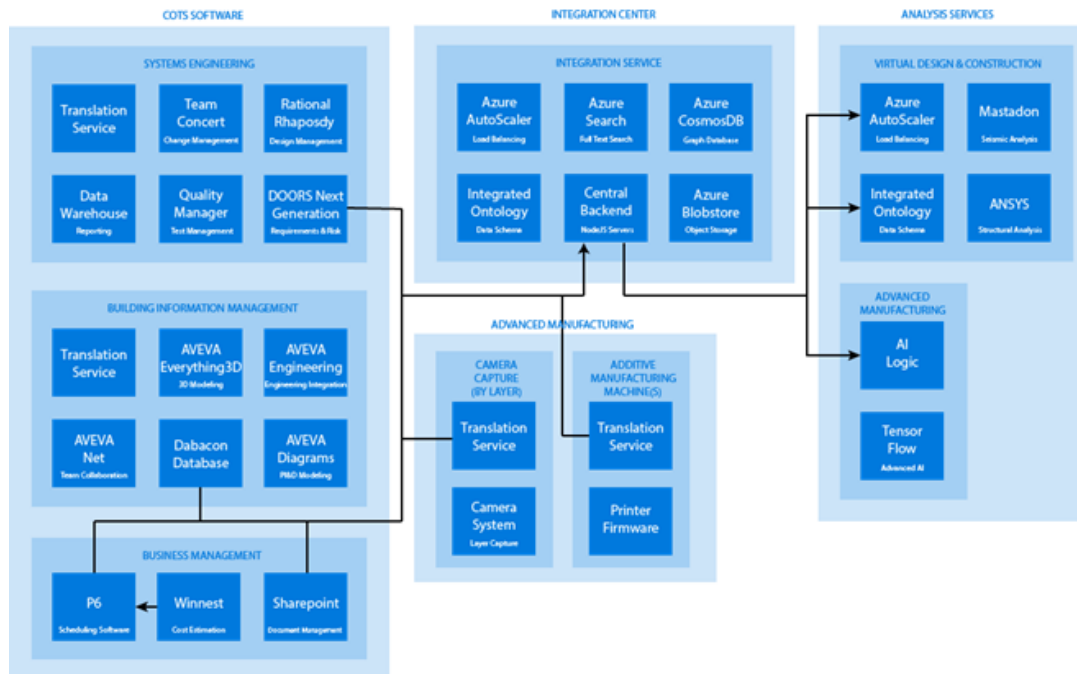 COTS SOFTWARE
SYSTEMS ENGINEERING
Translation
Service
Team
Concert
Change Management
Rational
Rhaposdy
Design Management
Data
Warehouse
Reporting
Quality
Manager
Test Management
DOORS Next
Generation
Requirements & Risk
BUILDING INFORMATION MANAGEMENT
Translation
Service
AVEVA
Everything3D
3D Modeling
AVEVA
Engineering
Engineering Integration
AVEVA
Net
Team Collaboration
Dabacon
Database
AVEVA
Diagrams
PI&D Modeling
BUSINESS MANAGEMENT
P6
Scheduling Software
Winnest
Cost Estimation
Sharepoint
Document Management
INTEGRATION CENTER
INTEGRATION SERVICE
Azure
AutoScaler
Load Balancing
Azure
Search
Full Text Search
Azure
CosmosDB
Graph Database
Integrated
Ontology
Data Schema
Central
Backend
NodeJS Servers
Azure
Blobstore
Object Storage
ADVANCED MANUFACTURING
CAMERA
CAPTURE
(BY LAYER)
Translation
Service
Camera
System
Layer Capture
ADDITIVE
MANUFACTURING
MACHINE(S)
Translation
Service
Printer
Firmware
ANALYSIS SERVICES
VIRTUAL DESIGN & CONSTRUCTION
Azure
AutoScaler
Load Balancing
Mastadon
Seismic Analysis
Integrated
Ontology
Data Schema
ANSYS
Structural Analysis
ADVANCED
MANUFACTURING
AI
Logic
Tensor
Flow
Advanced AI